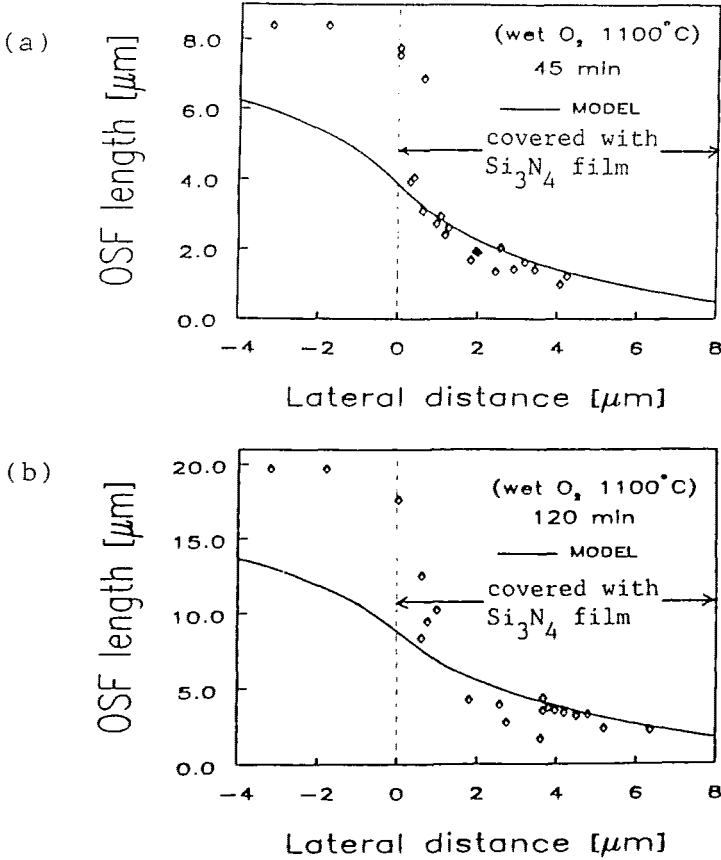 (a)
OSF length [μm]
8.0
6.0
4.0
2.0
0.0
(wet O₂ 1100°C)
45 min
MODEL
covered with
Si₃N₄ film
−4 −2 0 2 4 6 8
Lateral distance [μm]
(b)
OSF length [μm]
20.0
15.0
10.0
5.0
0.0
(wet O₂ 1100°C)
120 min
MODEL
covered with
Si₃N₄ film
−4 −2 0 2 4 6 8
Lateral distance [μm]